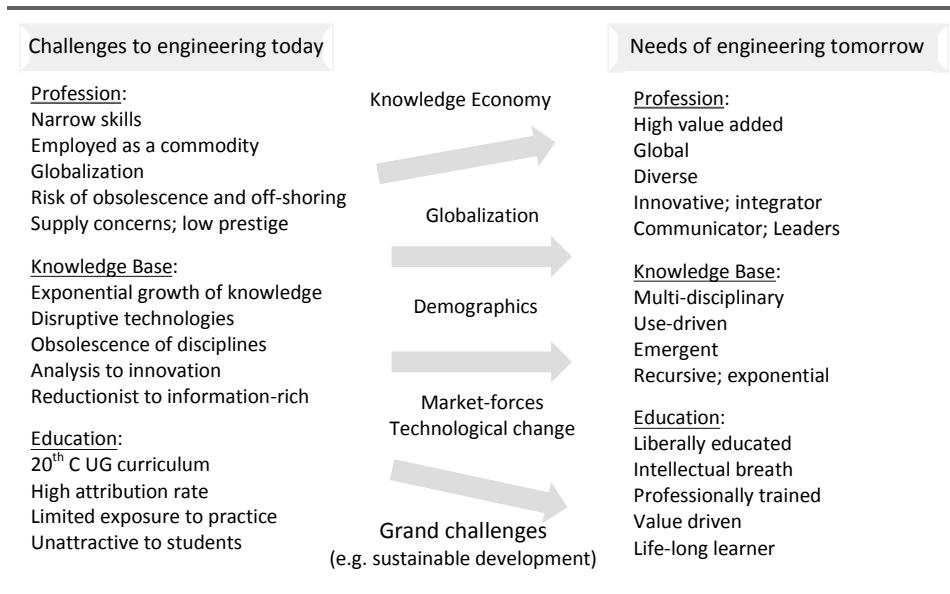 Challenges to engineering today
Profession:
Narrow skills
Employed as a commodity
Globalization
Risk of obsolescence and off-shoring
Supply concerns; low prestige
Knowledge Base:
Exponential growth of knowledge
Disruptive technologies
Obsolescence of disciplines
Analysis to innovation
Reductionist to information-rich
Education:
20th C UG curriculum
High attribution rate
Limited exposure to practice
Unattractive to students
Knowledge Economy
Globalization
Demographics
Market-forces
Technological change
Grand challenges
(e.g. sustainable development)
Needs of engineering tomorrow
Profession:
High value added
Global
Diverse
Innovative; integrator
Communicator; Leaders
Knowledge Base:
Multi-disciplinary
Use-driven
Emergent
Recursive; exponential
Education:
Liberally educated
Intellectual breath
Professionally trained
Value driven
Life-long learner